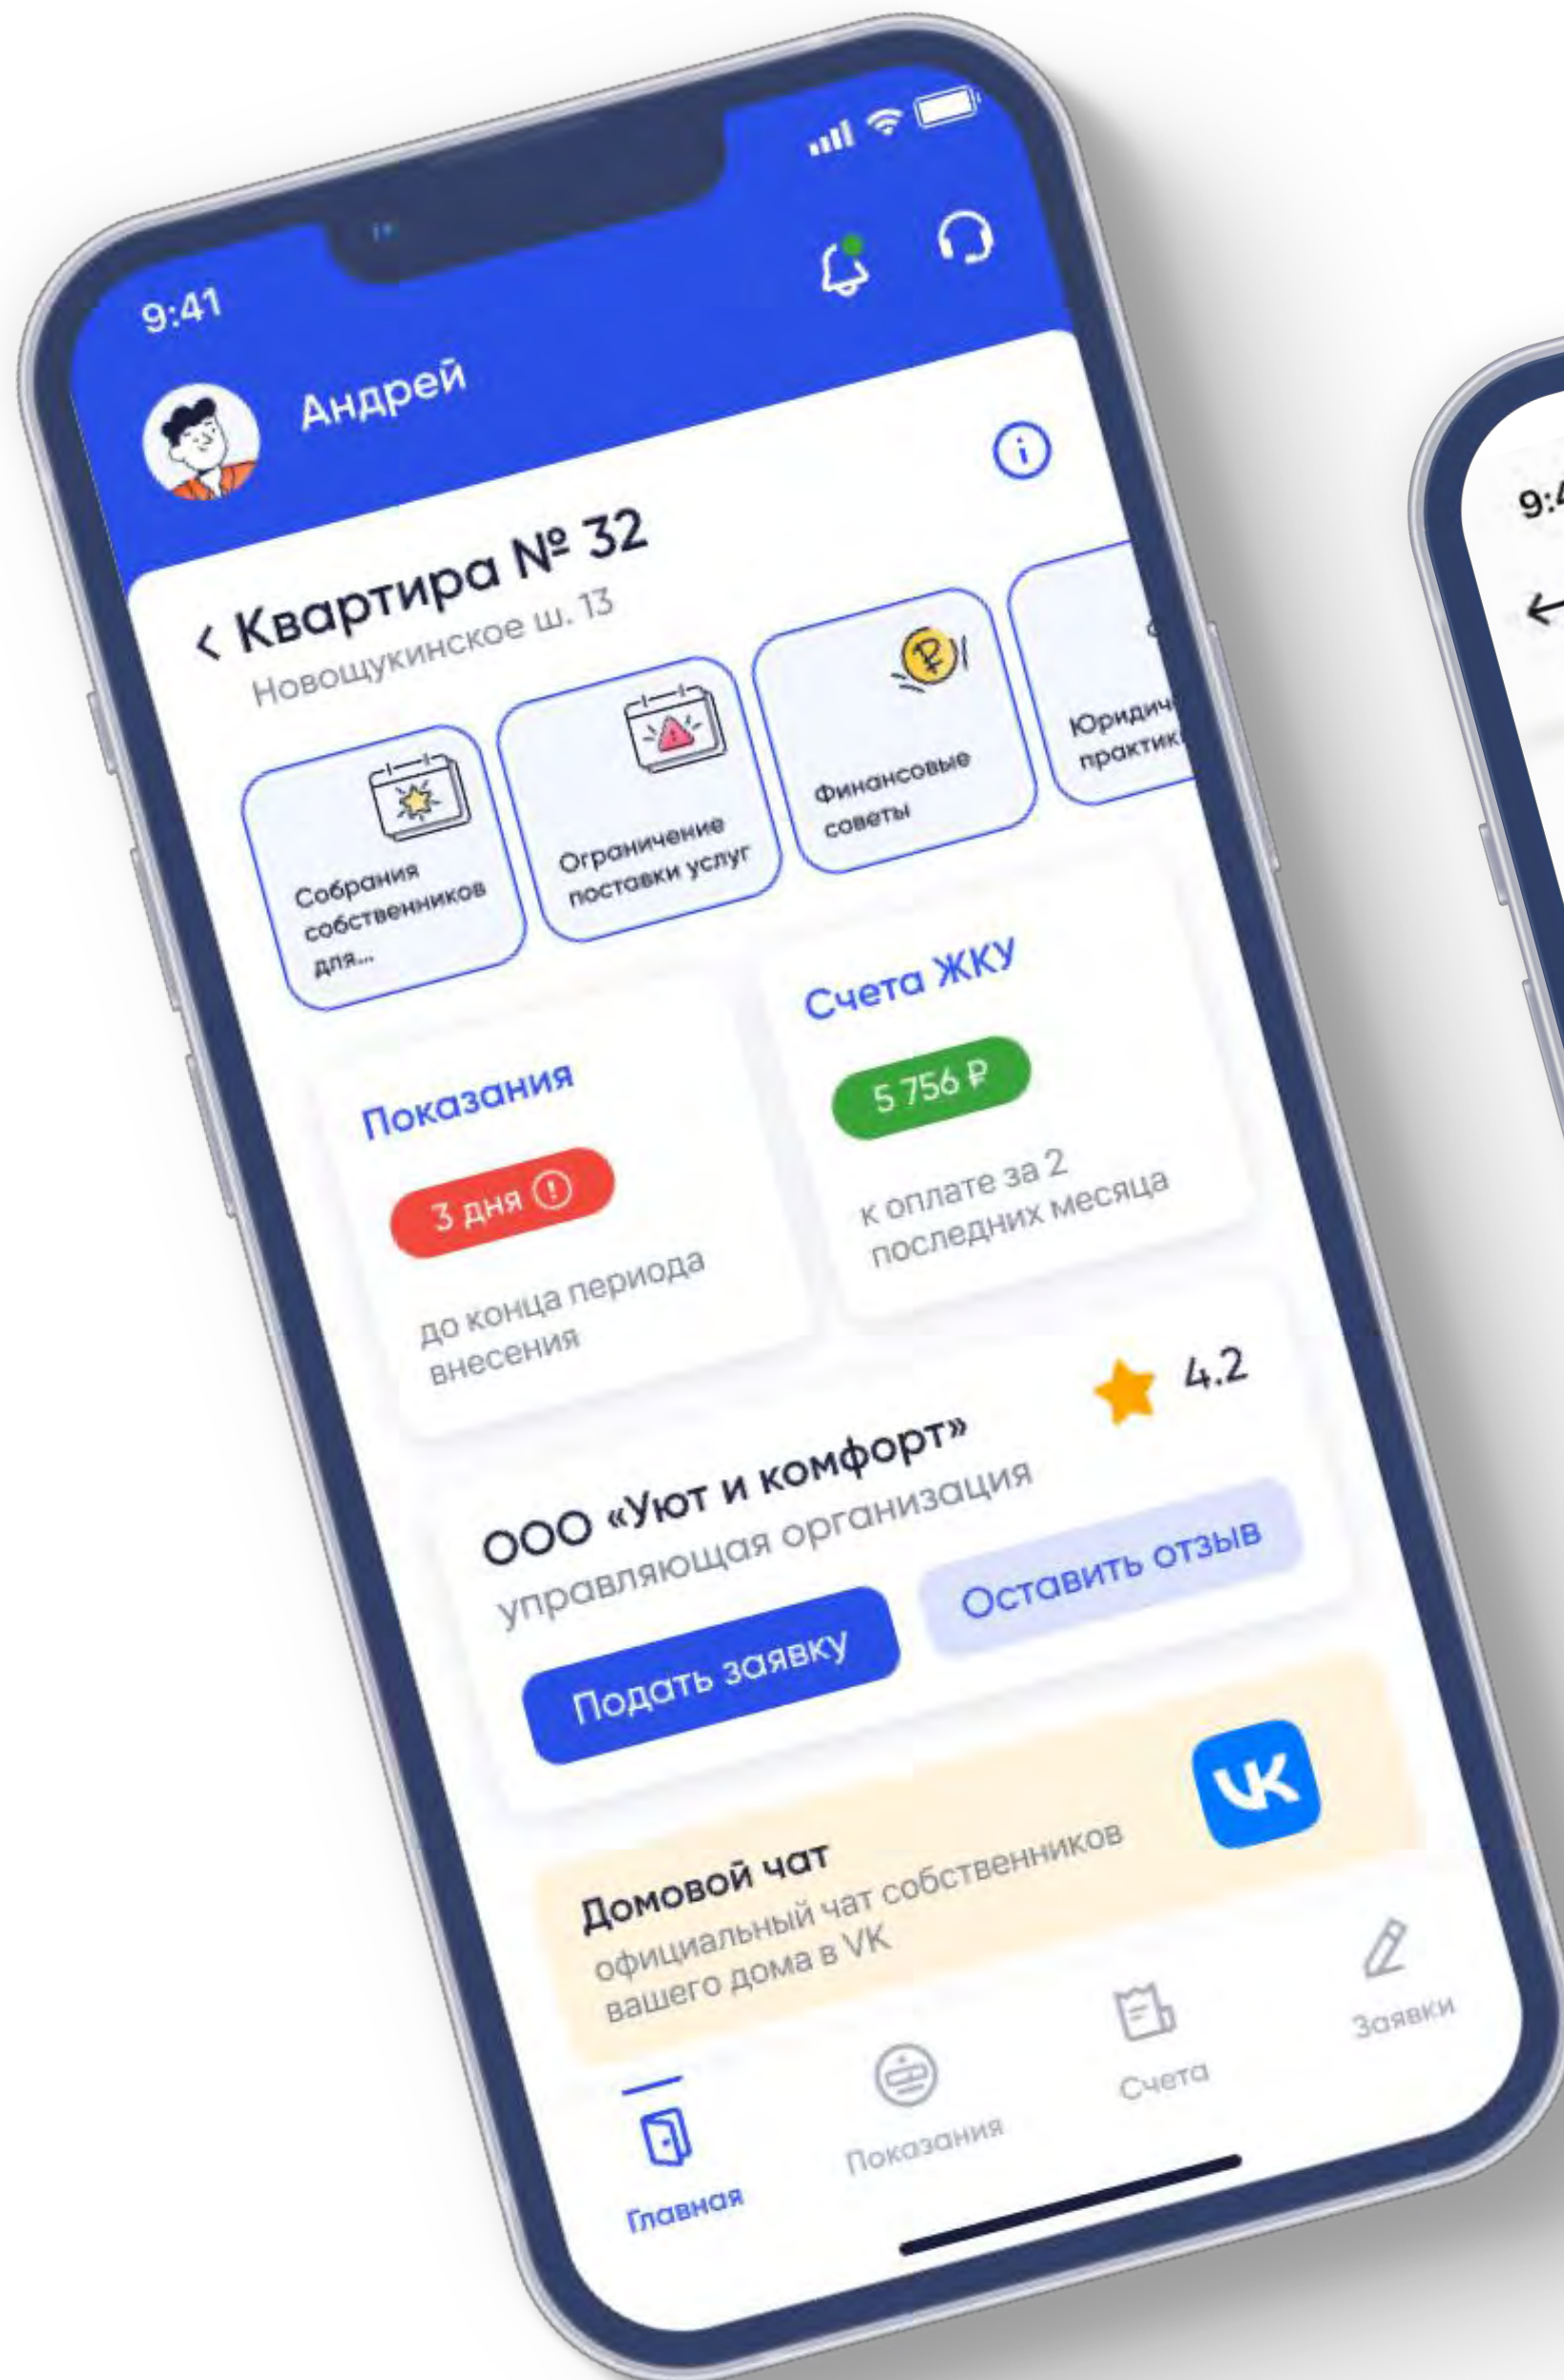 9:41
Андрей
< Квартира № 32
Новощукинское ш. 13
Собрания
собственников
для...
Ограничение
поставки услуг
Финансовые
советы
Показания
3 дня
до конца периода
внесения
Счета ЖКУ
5 756 ₽
к оплате за 2
последних месяца
ООО «Уют и комфорт»
4.2
управляющая организация
Подать заявку
Оставить отзыв
Домовой чат
официальный чат собственников
вашего дома в VK
VK
Главная
Показания
Счета
Заявки